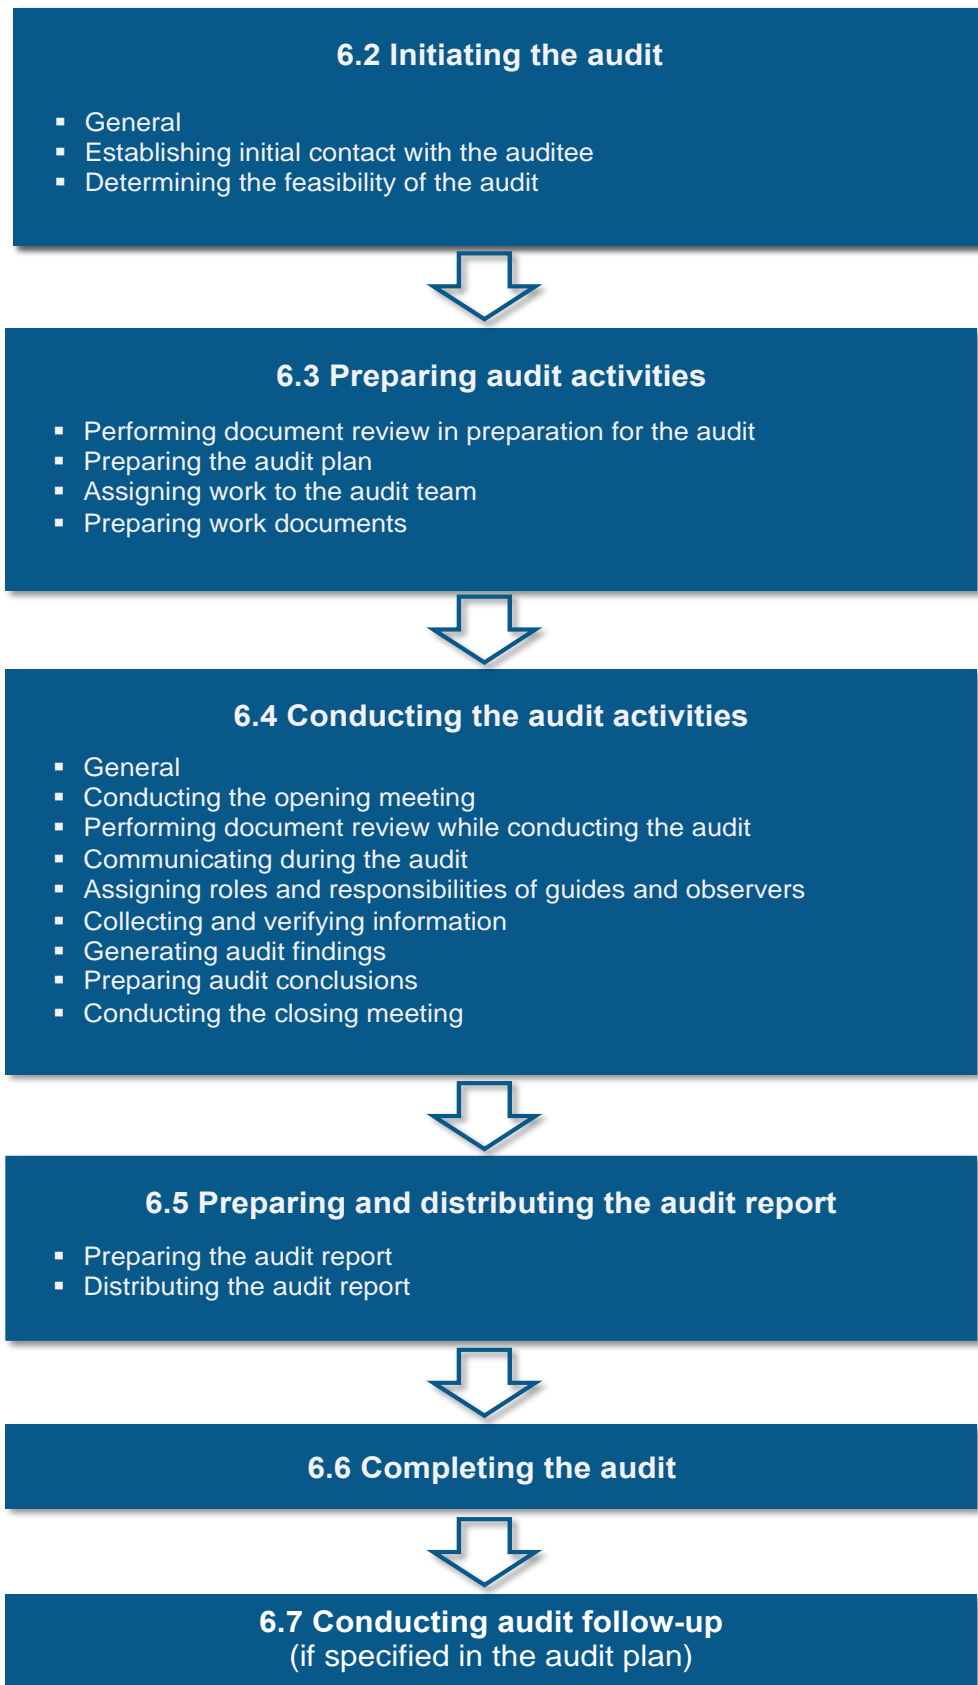 6.2 Initiating the audit
▪ General
▪ Establishing initial contact with the auditee
▪ Determining the feasibility of the audit
6.3 Preparing audit activities
▪ Performing document review in preparation for the audit
▪ Preparing the audit plan
▪ Assigning work to the audit team
▪ Preparing work documents
6.4 Conducting the audit activities
▪ General
▪ Conducting the opening meeting
▪ Performing document review while conducting the audit
▪ Communicating during the audit
▪ Assigning roles and responsibilities of guides and observers
▪ Collecting and verifying information
▪ Generating audit findings
▪ Preparing audit conclusions
▪ Conducting the closing meeting
6.5 Preparing and distributing the audit report
▪ Preparing the audit report
▪ Distributing the audit report
6.6 Completing the audit
6.7 Conducting audit follow-up
(if specified in the audit plan)